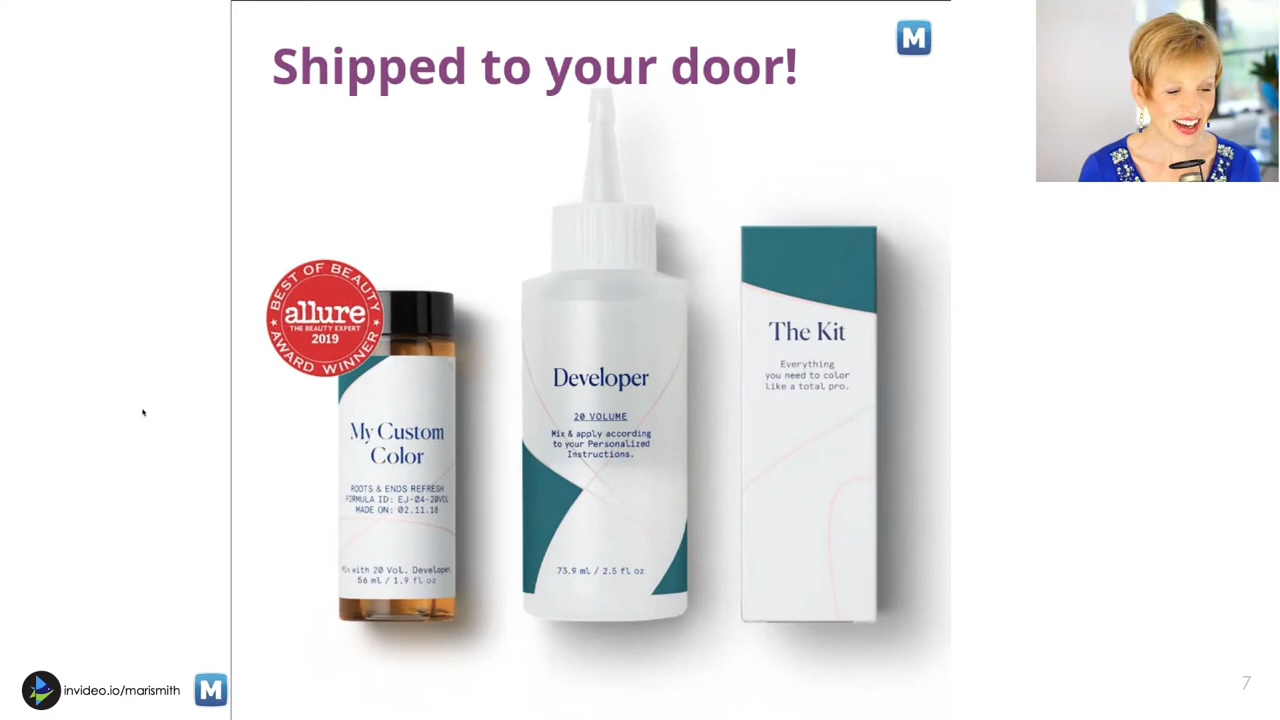 Shipped to your door!
M
BEST OF BEAUTY
allure
THE BEAUTY EXPERT
2019
AWARD WINNER
My Custom
Color
ROOTS & ENDS REFRESH
FORMULA ID: EJ-04-20VOL
MADE ON: 02.11.18
Mix with 20 Vol. Developer.
56 ml / 1.9 fl oz
Developer
20 VOLUME
Mix & apply according
to your Personalized
Instructions.
73.9 mL / 2.5 fl oz
The Kit
Everything
you need to color
like a total pro.
invideo.io/marismith
M
7